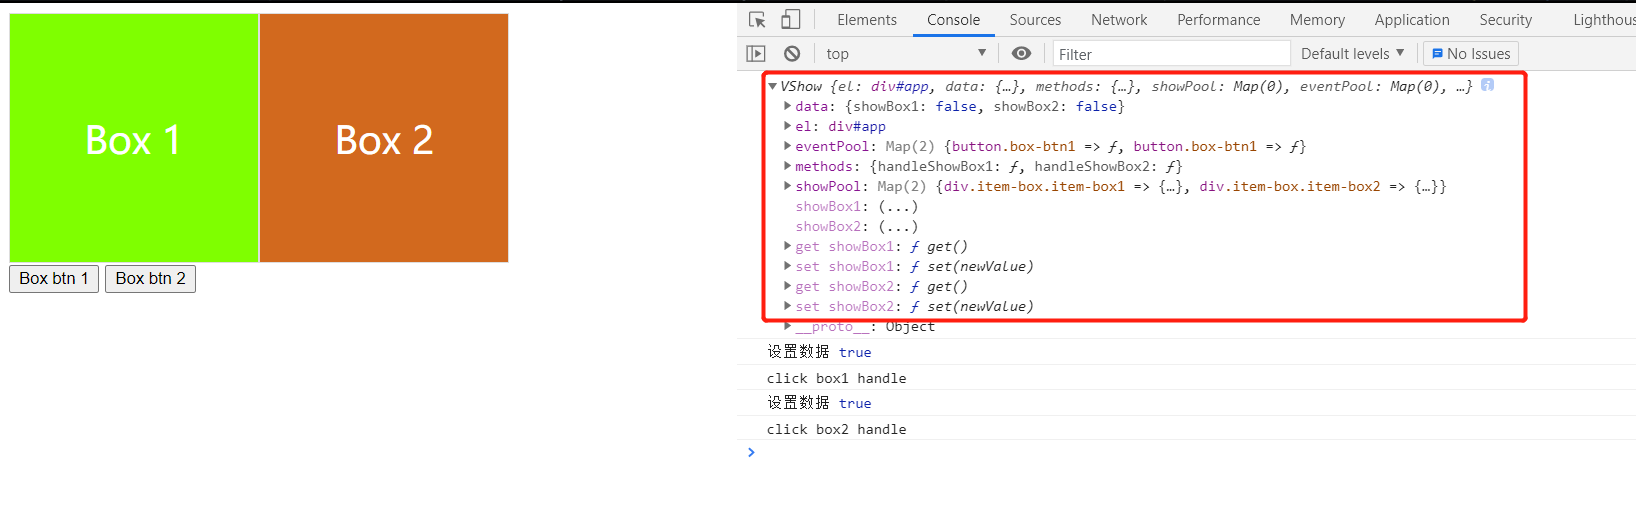 Box 1
Box 2
Box btn 1
Box btn 2
Elements
Console
Sources
Network
Performance
Memory
Application
Security
Lighthous
top
Filter
Default levels
No Issues
VShow {el: div#app, data: {…}, methods: {…}, showPool: Map(0), eventPool: Map(0), …}
data: {showBox1: false, showBox2: false}
el: div#app
eventPool: Map(2) {button.box-btn1 => ƒ, button.box-btn1 => ƒ}
methods: {handleShowBox1: ƒ, handleShowBox2: ƒ}
showPool: Map(2) {div.item-box.item-box1 => {…}, div.item-box.item-box2 => {…}}
showBox1: (...)
showBox2: (...)
get showBox1: ƒ get()
set showBox1: ƒ set(newValue)
get showBox2: ƒ get()
set showBox2: ƒ set(newValue)
__proto__: Object
设置数据 true
click box1 handle
设置数据 true
click box2 handle